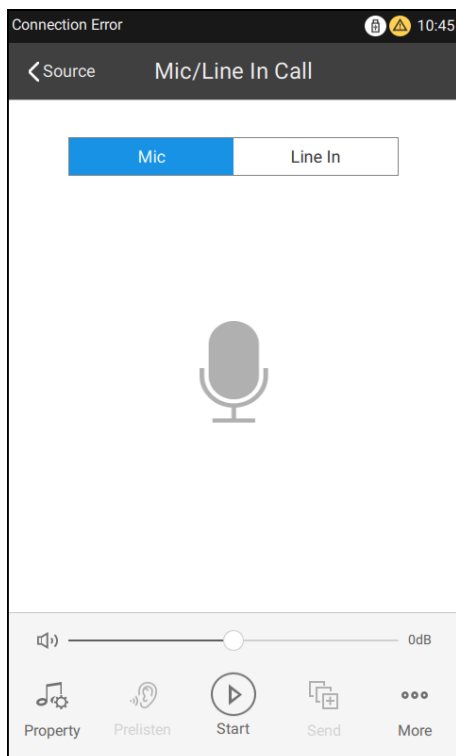 Connection Error 10:45
Source Mic/Line In Call
Mic Line In
0dB
Property Prelisten Start Send More